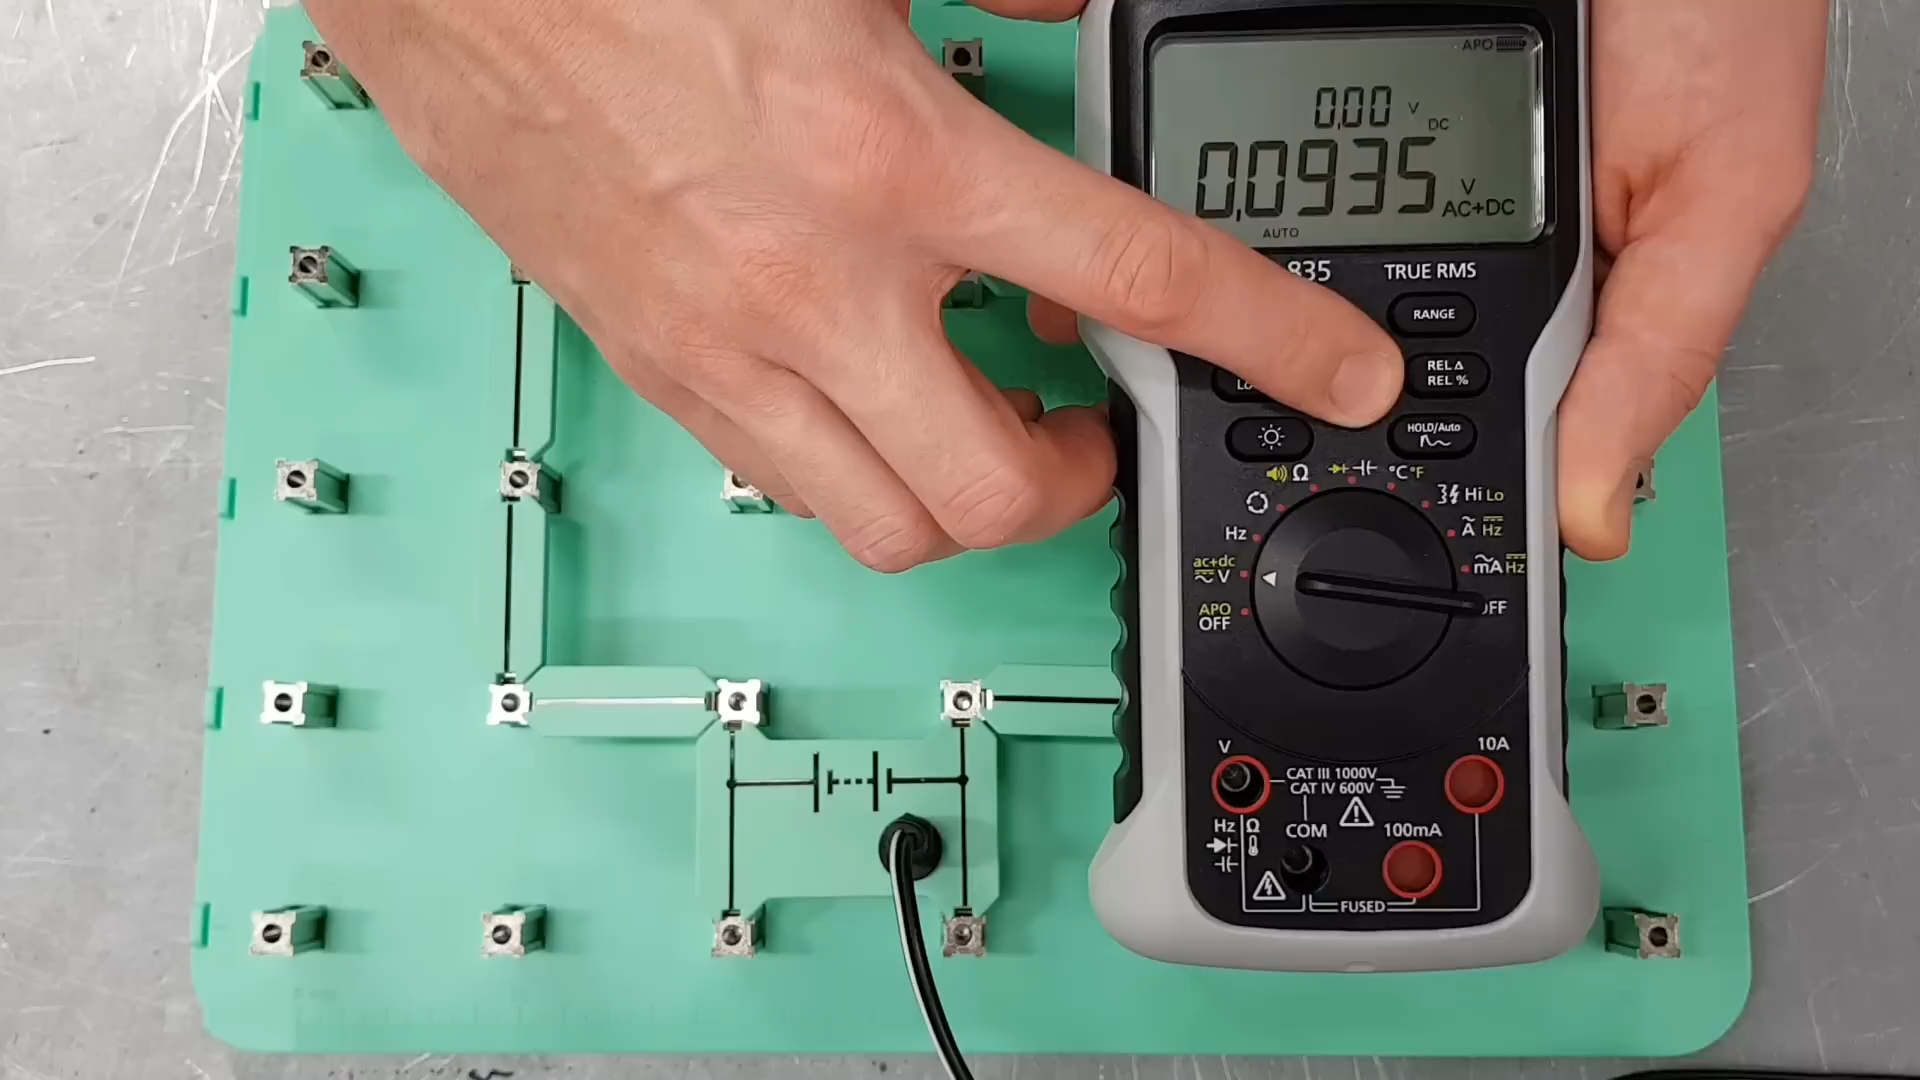 APO
0,00 V
DC
0,0935 V
AC+DC
AUTO
835 TRUE RMS
RANGE
REL Δ
REL %
HOLD/Auto
Ω °C°F
Hi Lo
Hz
A Hz
ac+dc
V
mA Hz
APO
OFF
V
10A
CAT III 1000V
CAT IV 600V
Hz Ω
COM
100mA
FUSED